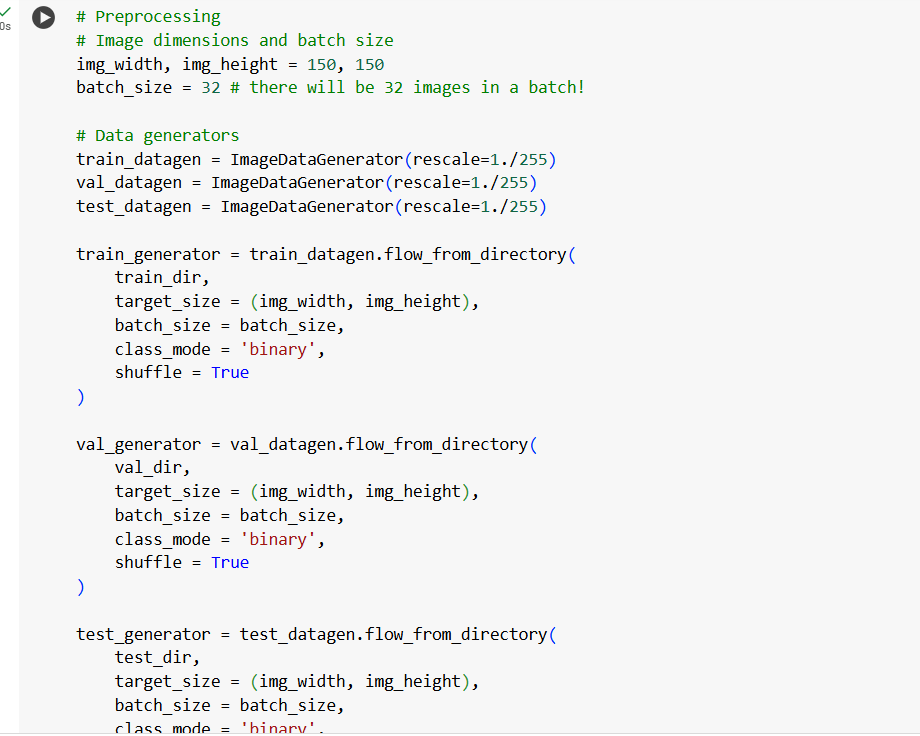 0s
# Preprocessing
# Image dimensions and batch size
img_width, img_height = 150, 150
batch_size = 32 # there will be 32 images in a batch!

# Data generators
train_datagen = ImageDataGenerator(rescale=1./255)
val_datagen = ImageDataGenerator(rescale=1./255)
test_datagen = ImageDataGenerator(rescale=1./255)

train_generator = train_datagen.flow_from_directory(
    train_dir,
    target_size = (img_width, img_height),
    batch_size = batch_size,
    class_mode = 'binary',
    shuffle = True
)

val_generator = val_datagen.flow_from_directory(
    val_dir,
    target_size = (img_width, img_height),
    batch_size = batch_size,
    class_mode = 'binary',
    shuffle = True
)

test_generator = test_datagen.flow_from_directory(
    test_dir,
    target_size = (img_width, img_height),
    batch_size = batch_size,
    class_mode = 'binary',